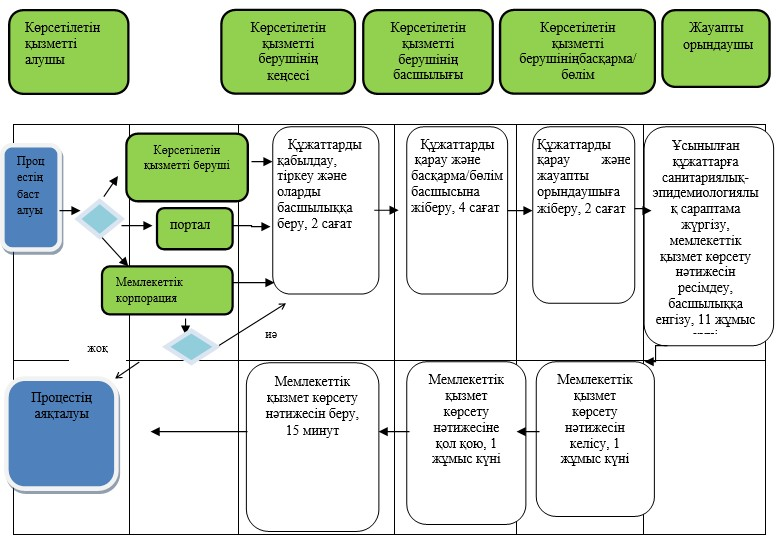 Көрсетілетін
қызметті
алушы
Көрсетілетін
қызметті
берушінің
кеңсесі
Көрсетілетін
қызметті
берушінің
басшылығы
Көрсетілетін
қызметті
берушініңбасқарма/
бөлім
Жауапты
орындаушы
Проц
естің
баст
алуы
Көрсетілетін
қызметті беруші
портал
Мемлекеттік
корпорация
Құжаттарды
қабылдау,
тіркеу және
оларды
басшылыққа
беру, 2 сағат
Құжаттарды
қарау және
басқарма/бөлім
басшысына
жіберу, 4 сағат
Құжаттарды
қарау және
жауапты
орындаушыға
жіберу, 2 сағат
Ұсынылған
құжаттарға
санитариялық-
эпидемиологиялы
қ сараптама
жүргізу,
мемлекеттік
қызмет көрсету
нәтижесін
ресімдеу,
басшылыққа
енгізу, 11 жұмыс
жоқ
иә
Процестің
аяқталуы
Мемлекеттік
қызмет көрсету
нәтижесін беру,
15 минут
Мемлекеттік
қызмет
көрсету
нәтижесіне
қол қою, 1
жұмыс күні
Мемлекеттік
қызмет
көрсету
нәтижесін
келісу, 1
жұмыс күні